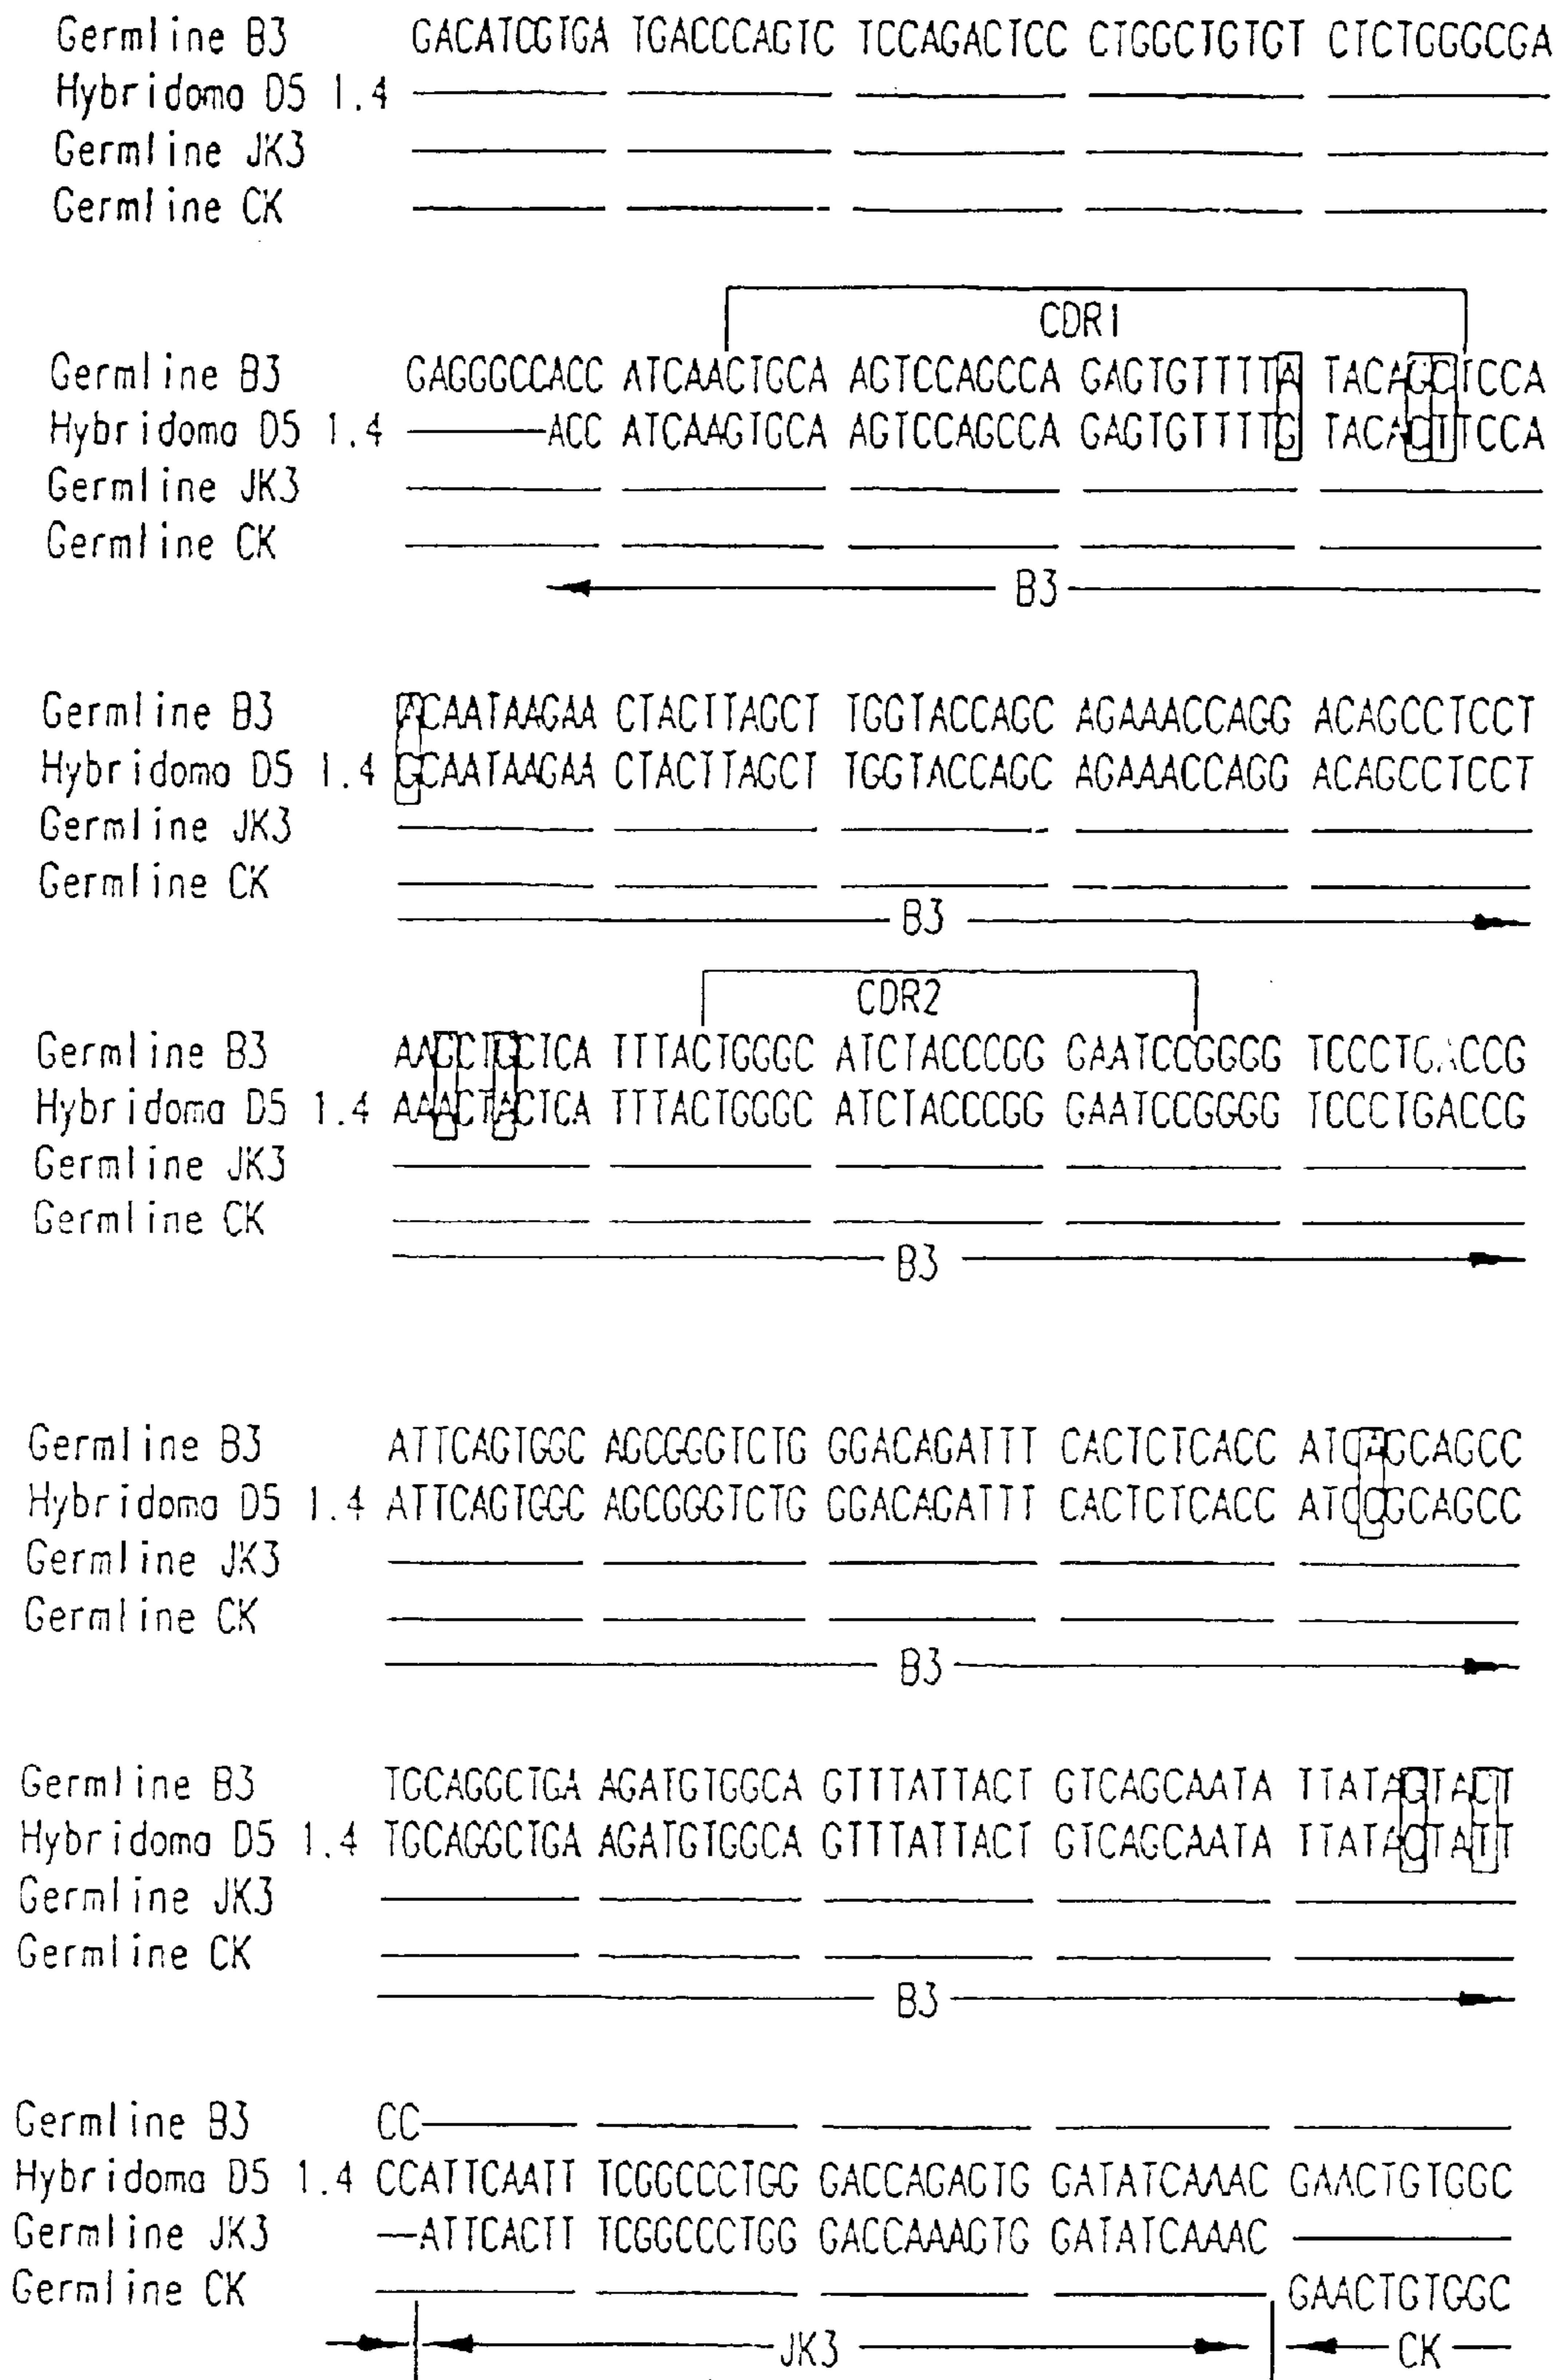 Germline B3 GACATCGTGA TGACCCAGTC TCCAGACTCC CTGGCTGTGT CTCTGGGCGA
Hybridoma D5 1.4
Germline JK3
Germline CK
CDR1
Germline B3 GAGGGCCACC ATCAACTGCA AGTCCAGCCA GAGTGTTTTA TACAGCTCCA
Hybridoma D5 1.4 ACC ATCAAGTGCA AGTCCAGCCA GAGTGTTTTG TACACTTCCA
Germline JK3
Germline CK
B3
Germline B3 ACAATAAGAA CTACTTAGCT TGGTACCAGC AGAAACCAGG ACAGCCTCCT
Hybridoma D5 1.4 GCAATAAGAA CTACTTAGCT TGGTACCAGC AGAAACCAGG ACAGCCTCCT
Germline JK3
Germline CK
B3
CDR2
Germline B3 AAGCTGCTCA TTTACTGGGC ATCTACCCGG GAATCCGGGG TCCCTGACCG
Hybridoma D5 1.4 AAACTACTCA TTTACTGGGC ATCTACCCGG GAATCCGGGG TCCCTGACCG
Germline JK3
Germline CK
B3
Germline B3 ATTCAGTGGC AGCGGGTCTG GGACAGATTT CACTCTCACC ATCAGCAGCC
Hybridoma D5 1.4 ATTCAGTGGC AGCGGGTCTG GGACAGATTT CACTCTCACC ATCCGCAGCC
Germline JK3
Germline CK
B3
Germline B3 TGCAGGCTGA AGATGTGGCA GTTTATTACT GTCAGCAATA TTATAGTACT
Hybridoma D5 1.4 TGCAGGCTGA AGATGTGGCA GTTTATTACT GTCAGCAATA TTATACTATT
Germline JK3
Germline CK
B3
Germline B3 CC
Hybridoma D5 1.4 CCATTCAATT TCGGCCCTGG GACCAGAGTG GATATCAAAC GAACTGTGGC
Germline JK3 ATTCACTT TCGGCCCTGG GACCAAAGTG GATATCAAAC
Germline CK GAACTGTGGC
JK3 CK